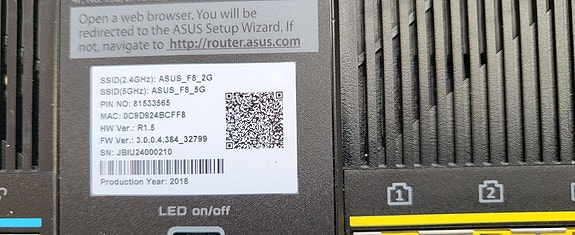 Open a web browser. You will be
redirected to the ASUS Setup Wizard. If
not, navigate to http://router.asus.com
SSID(2.4GHz): ASUS_F8_2G
SSID(5GHz): ASUS_F8_5G
PIN NO: 81533565
MAC: 0C9D924BCFF8
HW Ver.: R1.5
FW Ver.: 3.0.0.4.384_32799
SN: JBIU24000210
Production Year: 2018
LED on/off
1
2